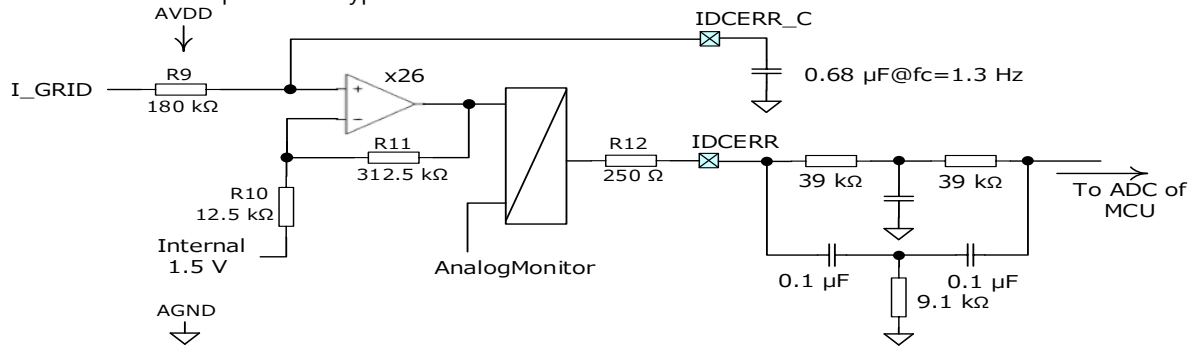 AVDD
IDCERR_C
R9
x26
I_GRID
180 kΩ
0.68 µF@fc=1.3 Hz
+
−
R11
312.5 kΩ
R12
250 Ω
IDCERR
39 kΩ
39 kΩ
To ADC of
MCU
R10
12.5 kΩ
Internal
1.5 V
AnalogMonitor
0.1 µF
0.1 µF
9.1 kΩ
AGND